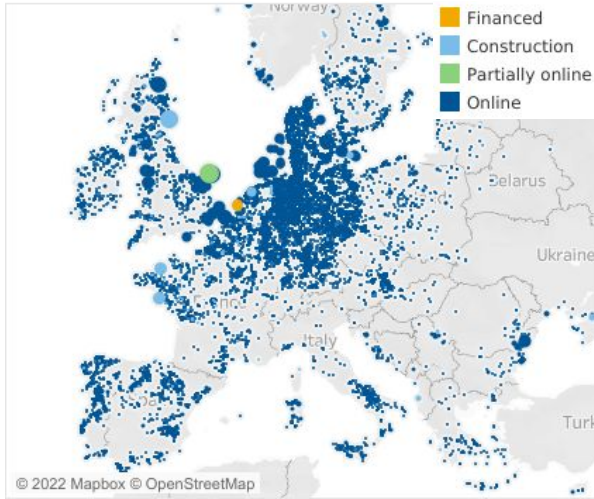 Norway
Financed
Construction
Partially online
Online
Belarus
Ukraine
Italy
Turk
© 2022 Mapbox © OpenStreetMap